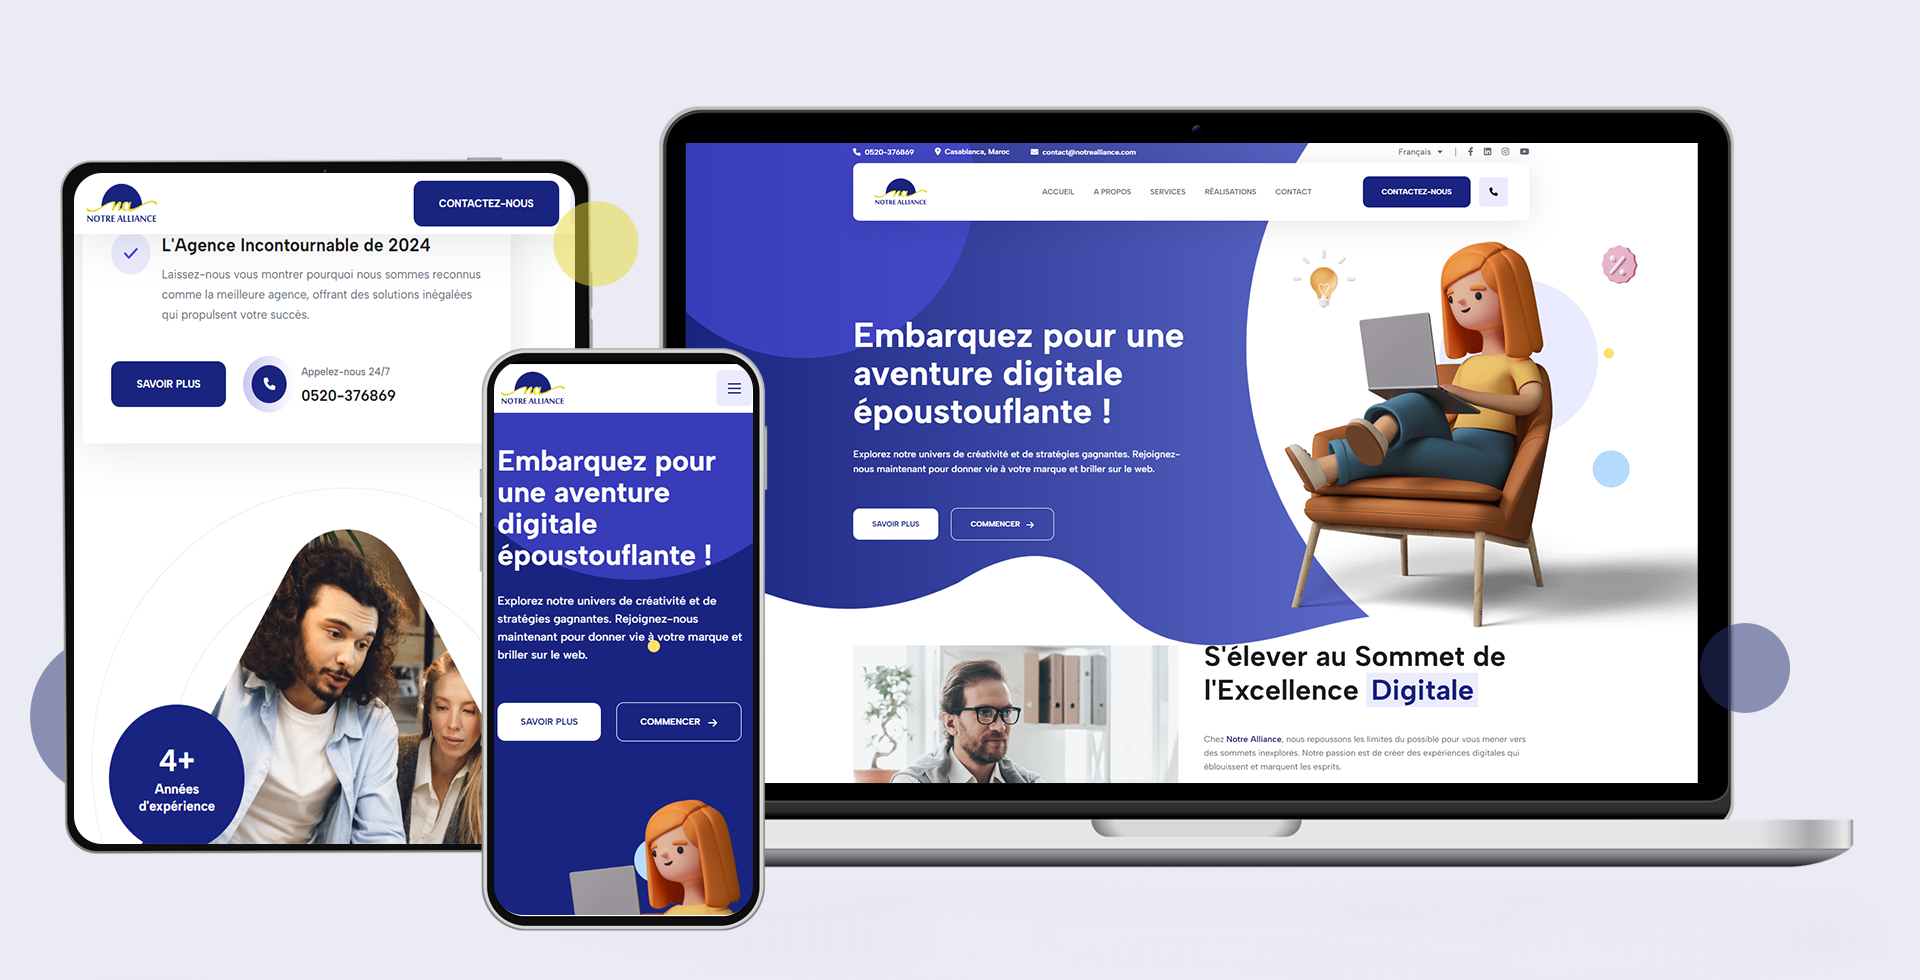 NOTRE ALLIANCE
CONTACTEZ-NOUS
L'Agence Incontournable de 2024
Laissez-nous vous montrer pourquoi nous sommes reconnus
comme la meilleure agence, offrant des solutions inégalées
qui propulsent votre succès.
SAVOIR PLUS
Appelez-nous 24/7
0520-376869
4+
Années
d'expérience
NOTRE ALLIANCE
Embarquez pour
une aventure
digitale
époustouflante !
Explorez notre univers de créativité et de
stratégies gagnantes. Rejoignez-nous
maintenant pour donner vie à votre marque et
briller sur le web.
SAVOIR PLUS
COMMENCER
0520-376869
Casablanca, Maroc
contact@notrealliance.com
Français
NOTRE ALLIANCE
ACCUEIL
A PROPOS
SERVICES
RÉALISATIONS
CONTACT
CONTACTEZ-NOUS
Embarquez pour une
aventure digitale
époustouflante !
Explorez notre univers de créativité et de stratégies gagnantes. Rejoignez-
nous maintenant pour donner vie à votre marque et briller sur le web.
SAVOIR PLUS
COMMENCER
S'élever au Sommet de
l'Excellence Digitale
Chez Notre Alliance, nous repoussons les limites du possible pour vous mener vers
des sommets inexplorés. Notre passion est de créer des expériences digitales qui
éblouissent et marquent les esprits.